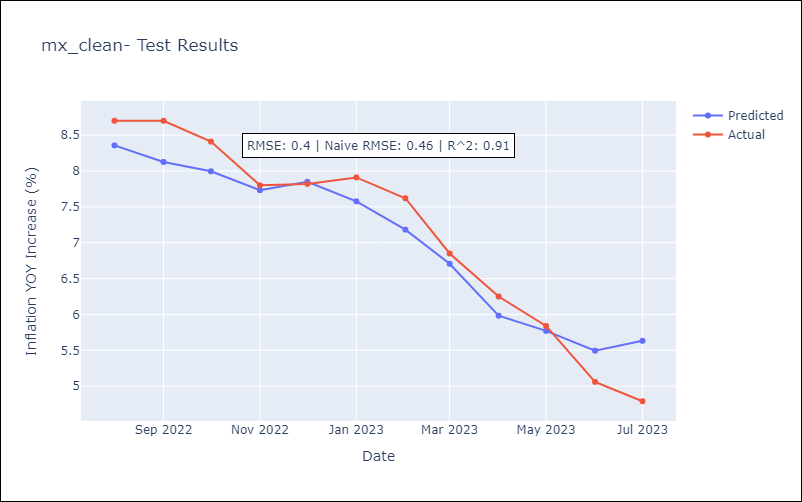 mx_clean- Test Results
Predicted
Actual
RMSE: 0.4 | Naive RMSE: 0.46 | R^2: 0.91
8.5
8
7.5
7
6.5
6
5.5
5
Inflation YOY Increase (%)
Sep 2022
Nov 2022
Jan 2023
Mar 2023
May 2023
Jul 2023
Date